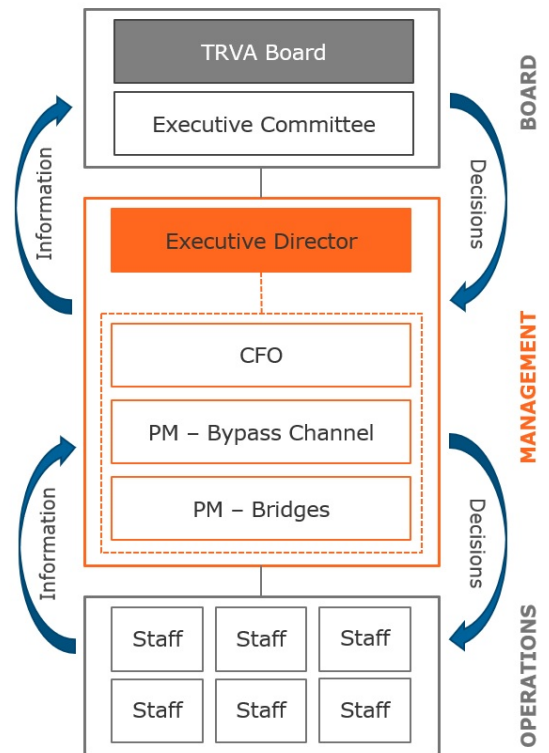 TRVA Board
Executive Committee
BOARD
Information
Decisions
Executive Director
CFO
PM – Bypass Channel
PM – Bridges
MANAGEMENT
Information
Decisions
Staff
Staff
Staff
Staff
Staff
Staff
OPERATIONS